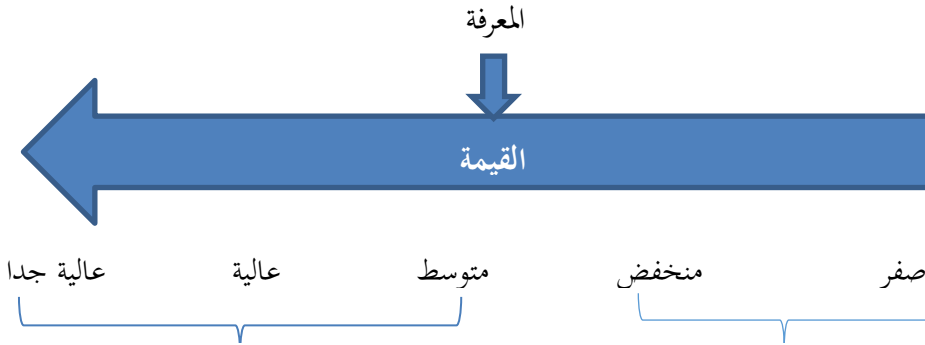 المعرفة
القيمة
صفر منخفض متوسط عالية عالية جدا